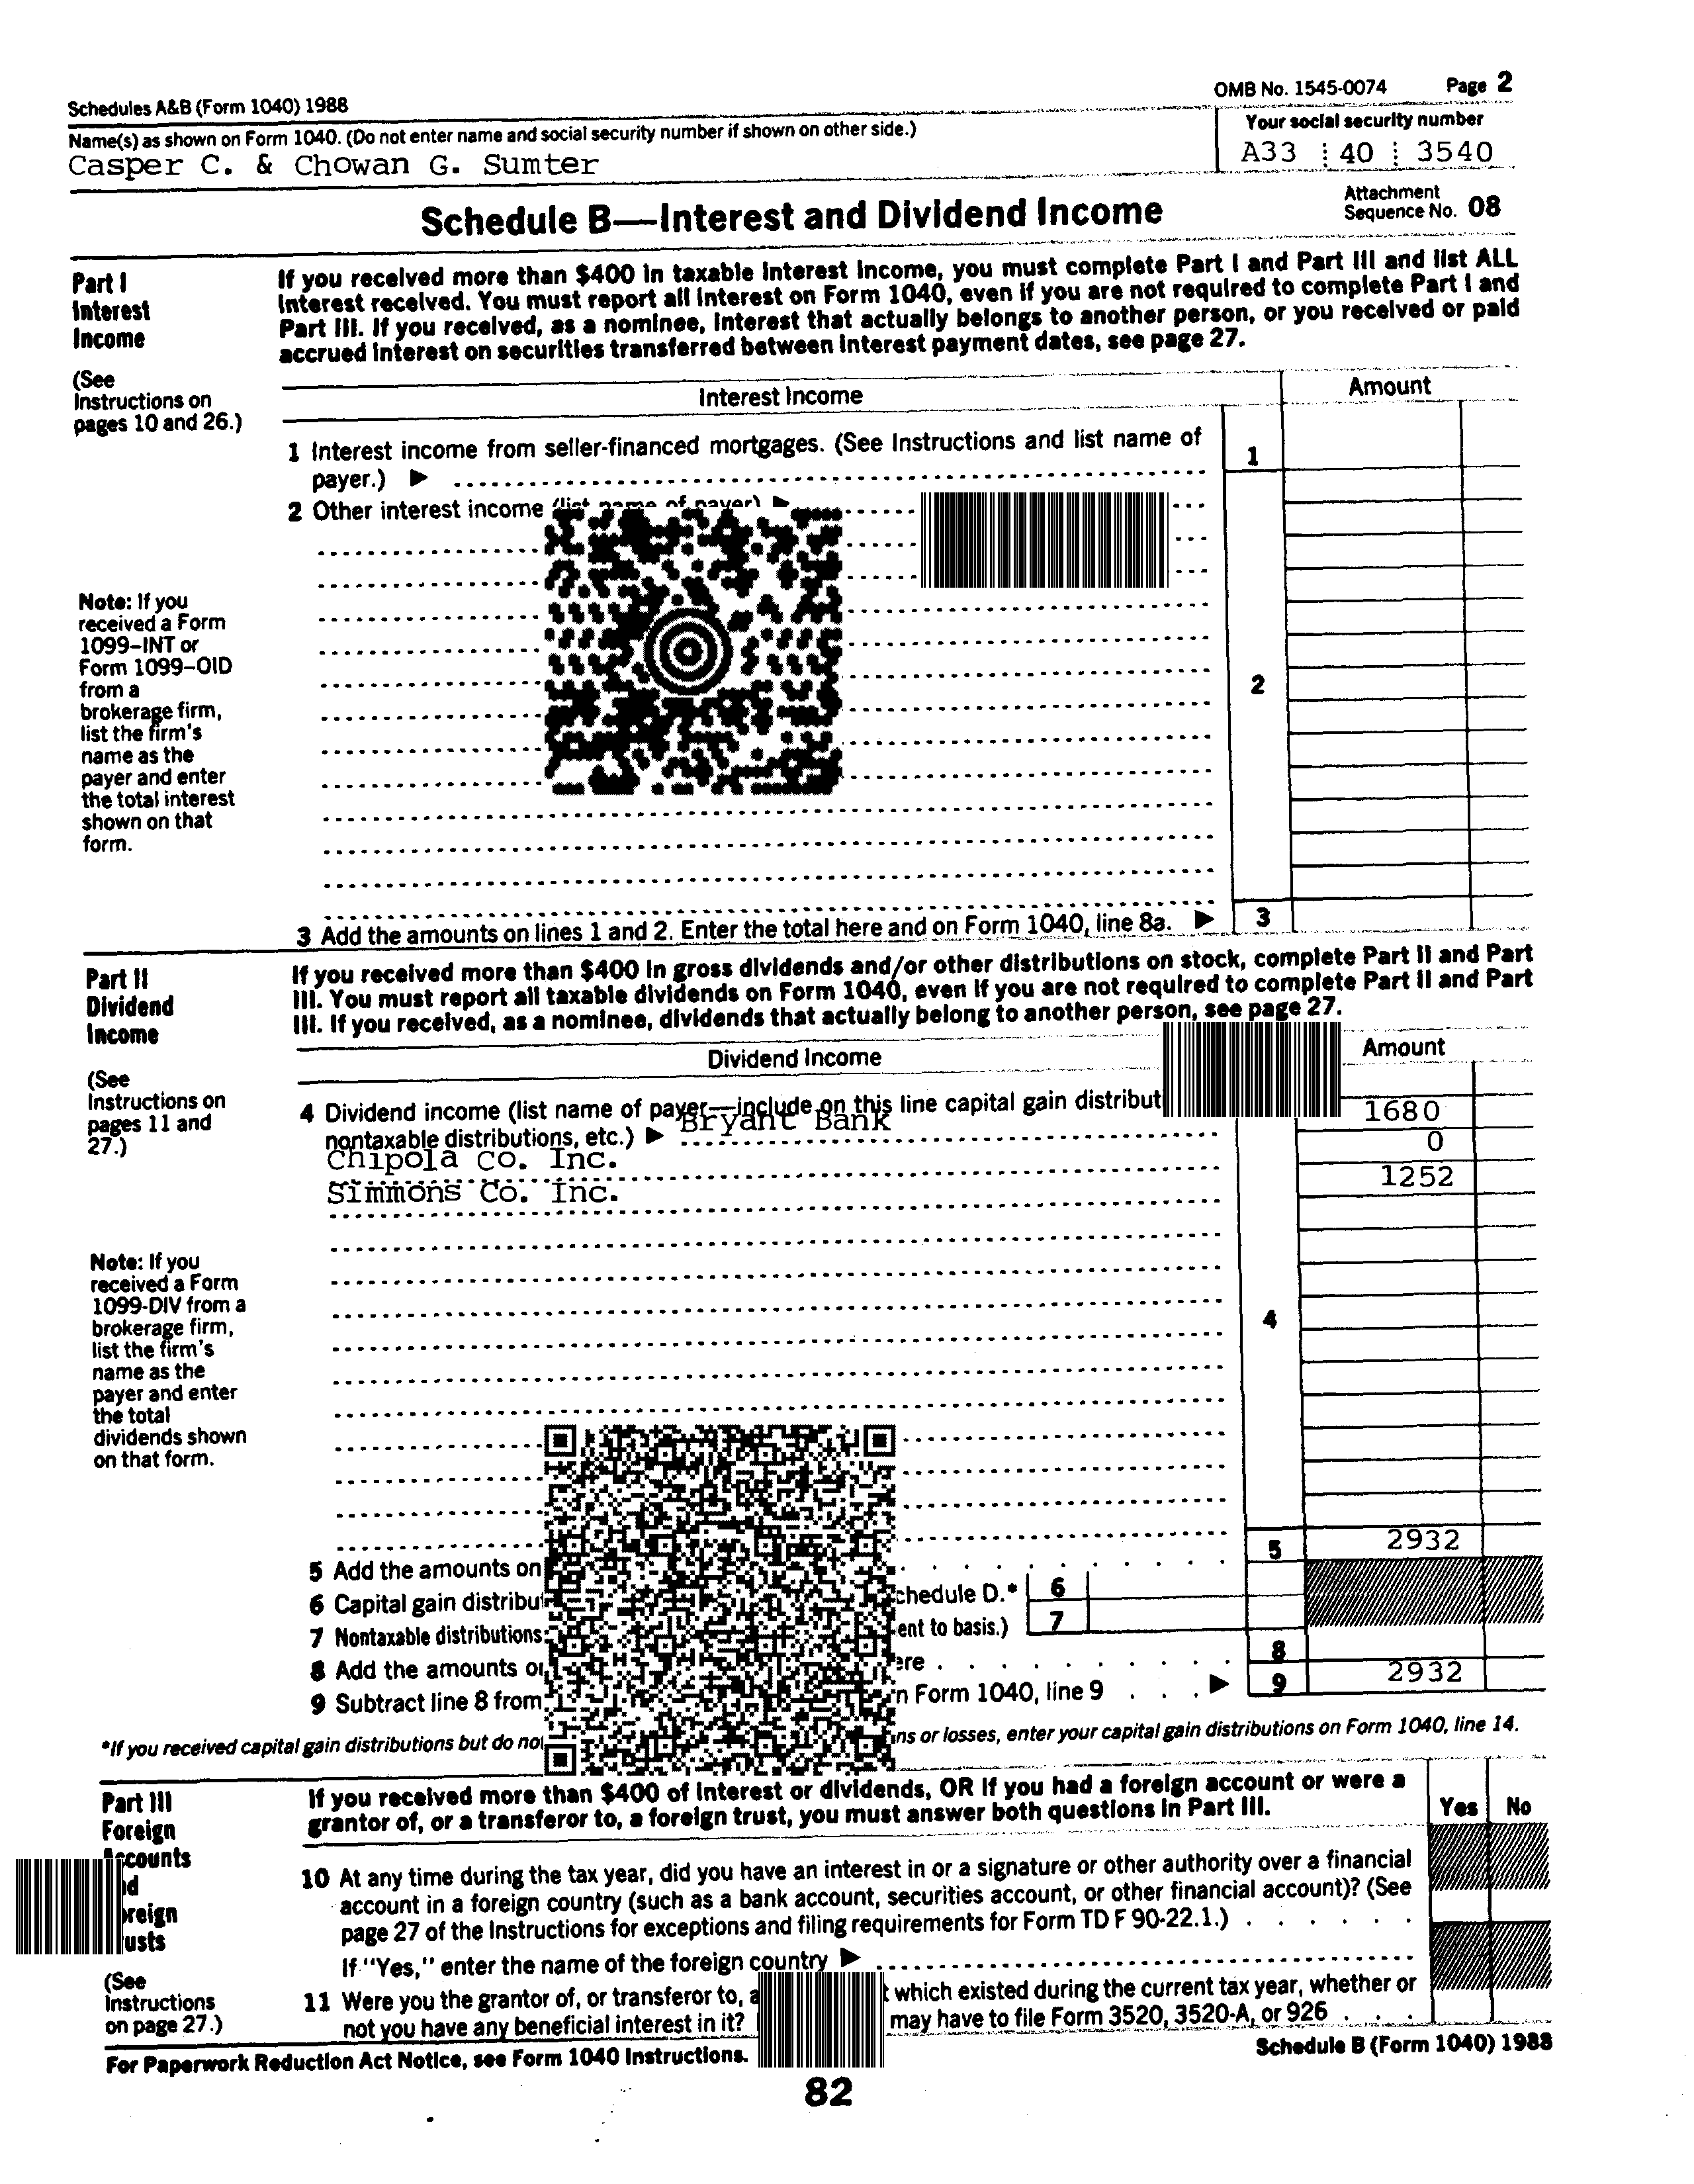 Schedules A&B (Form 1040) 1988 OMB No. 1545-0074 Page 2
Name(s) as shown on Form 1040. (Do not enter name and social security number if shown on other side.) Your social security number
Casper C. & Chowan G. Sumter A33 40 3540
Schedule B—Interest and Dividend Income
Attachment
Sequence No. 08
Part I
Interest
Income
(See
Instructions on
pages 10 and 26.)
If you received more than $400 in taxable interest income, you must complete Part I and Part III and list ALL
interest received. You must report all interest on Form 1040, even if you are not required to complete Part I and
Part III. If you received, as a nominee, interest that actually belongs to another person, or you received or paid
accrued interest on securities transferred between interest payment dates, see page 27.
Interest Income Amount
1 Interest income from seller-financed mortgages. (See Instructions and list name of
payer.) ▶ 1
2 Other interest income (list name of payer) ▶
Note: If you
received a Form
1099–INT or
Form 1099–OID
from a
brokerage firm,
list the firm's
name as the
payer and enter
the total interest
shown on that
form.
2
3 Add the amounts on lines 1 and 2. Enter the total here and on Form 1040, line 8a. ▶ 3
Part II
Dividend
Income
(See
Instructions on
pages 11 and
27.)
If you received more than $400 in gross dividends and/or other distributions on stock, complete Part II and Part
III. You must report all taxable dividends on Form 1040, even if you are not required to complete Part II and Part
III. If you received, as a nominee, dividends that actually belong to another person, see page 27.
Dividend Income Amount
4 Dividend income (list name of payer—include on this line capital gain
nontaxable distributions, etc.) ▶ Bryant Bank 1680
Chipola Co. Inc. 0
Simmons Co. Inc. 1252
Note: If you
received a Form
1099-DIV from a
brokerage firm,
list the firm's
name as the
payer and enter
the total
dividends shown
on that form.
4
5 Add the amounts on 5 2932
6 Capital gain Schedule D.* 6
7 Nontaxable distributions to basis.) 7
8 Add the amounts 8
9 Subtract line 8 from Form 1040, line 9 ▶ 9 2932
*If you received capital gain distributions but do or losses, enter your capital gain distributions on Form 1040, line 14.
Part III
Foreign
Accounts
(See
Instructions
on page 27.)
If you received more than $400 of interest or dividends, OR if you had a foreign account or were a
grantor of, or a transferor to, a foreign trust, you must answer both questions in Part III.
Yes No
10 At any time during the tax year, did you have an interest in or a signature or other authority over a financial
account in a foreign country (such as a bank account, securities account, or other financial account)? (See
page 27 of the Instructions for exceptions and filing requirements for Form TD F 90-22.1.)
If "Yes," enter the name of the foreign country ▶
11 Were you the grantor of, or transferor to, which existed during the current tax year, whether or
not you have any beneficial interest in it? may have to file Form 3520, 3520-A, or 926
For Paperwork Reduction Act Notice, see Form 1040 Instructions. Schedule B (Form 1040) 1988
82